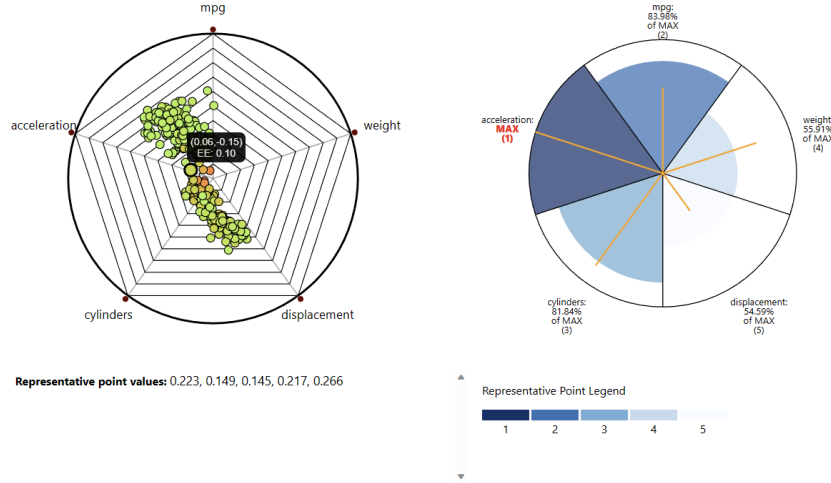 mpg
acceleration
weight
(0.06,-0.15)
EE: 0.10
cylinders
displacement
mpg:
83.98%
of MAX
(2)
acceleration:
MAX
(1)
weight:
55.91%
of MAX
(4)
cylinders:
81.84%
of MAX
(3)
displacement:
54.59%
of MAX
(5)
Representative point values: 0.223, 0.149, 0.145, 0.217, 0.266
Representative Point Legend
1 2 3 4 5